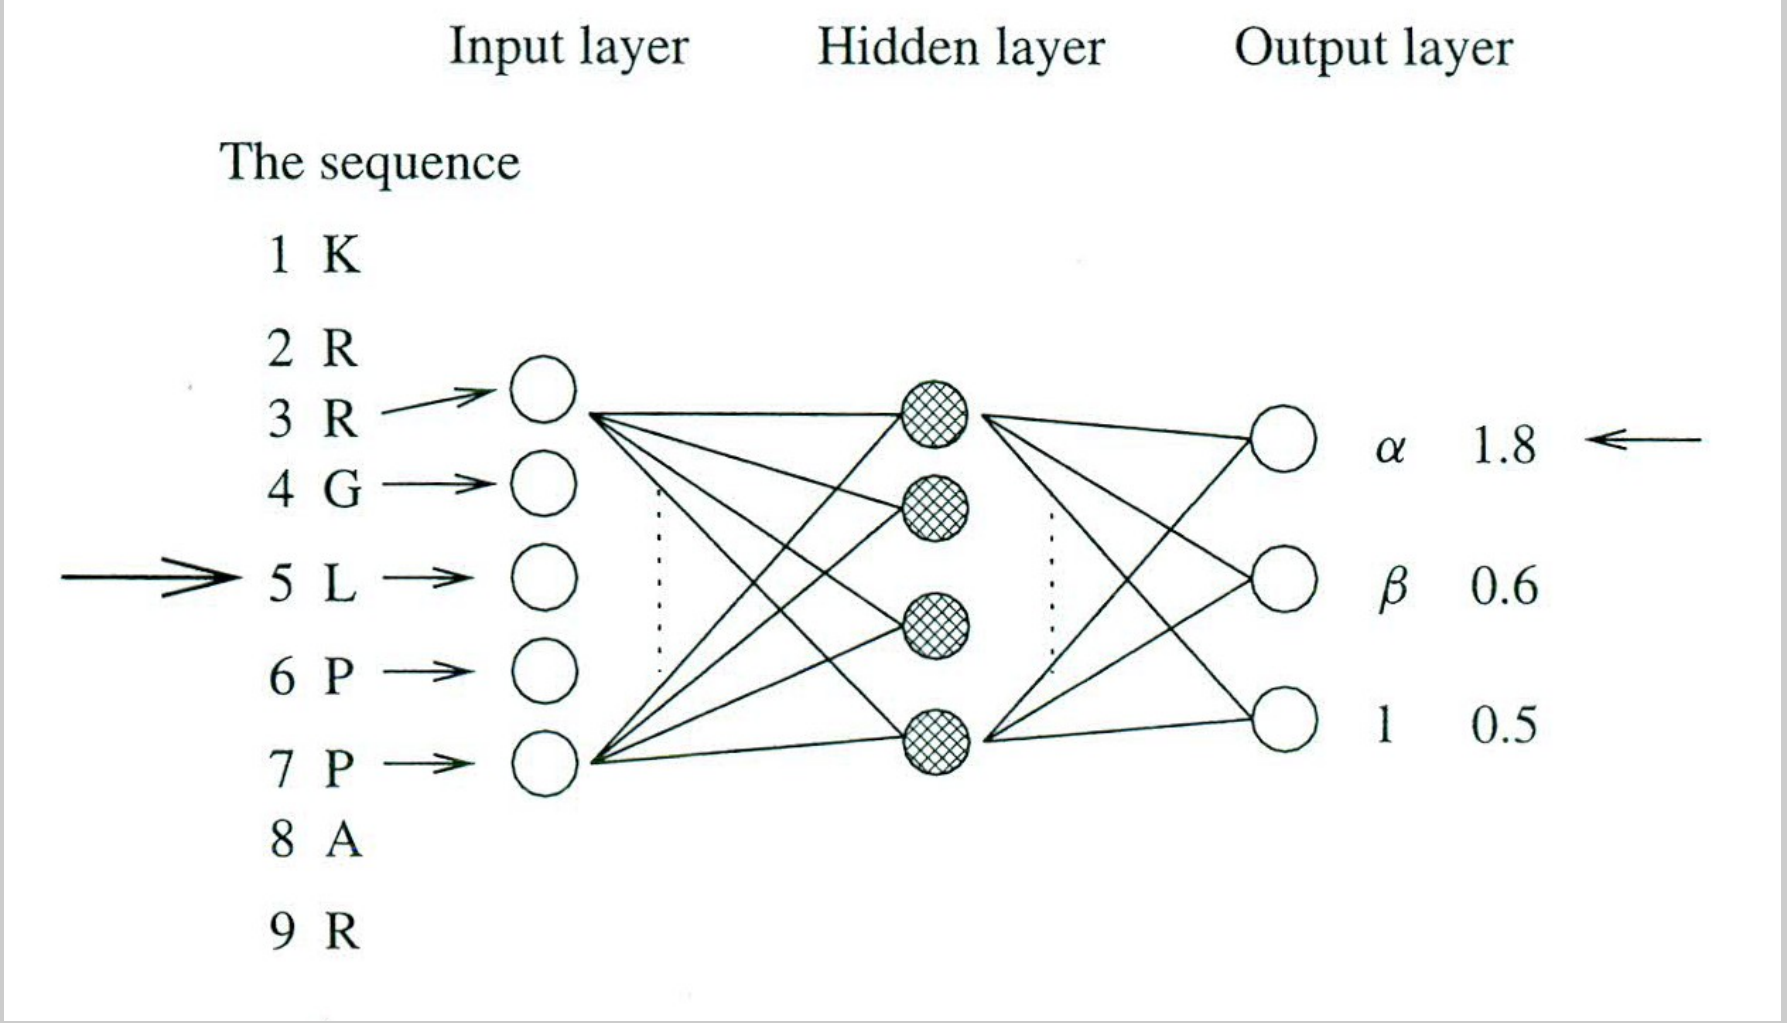 Input layer Hidden layer Output layer
The sequence
1 K
2 R
3 R
4 G
5 L
6 P
7 P
8 A
9 R
α 1.8
β 0.6
l 0.5